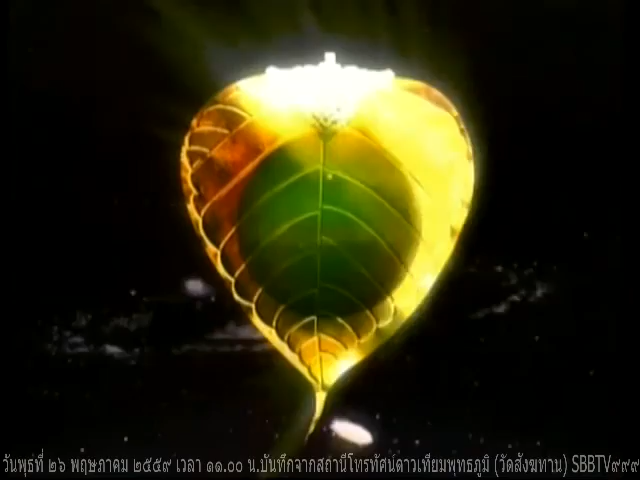 วันพุธที่ ๒๖ พฤษภาคม ๒๕๕๙ เวลา ๑๑.๐๐ น.บันทึกจากสถานีโทรทัศน์ดาวเทียมพุทธภูมิ (วัดสังฆทาน) SBBTV๙๙๙